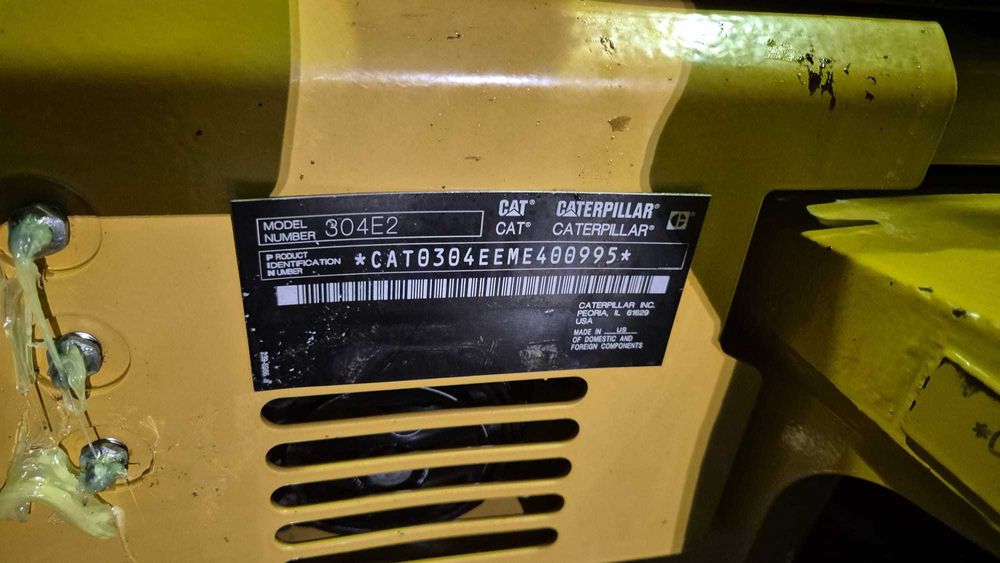 MODEL NUMBER 304E2
CAT® CATERPILLAR®
CAT® CATERPILLAR®
PRODUCT IDENTIFICATION NUMBER *CAT0304EEME400995*
CATERPILLAR INC.
PEORIA, IL 61629
USA
MADE IN US
OF DOMESTIC AND
FOREIGN COMPONENTS